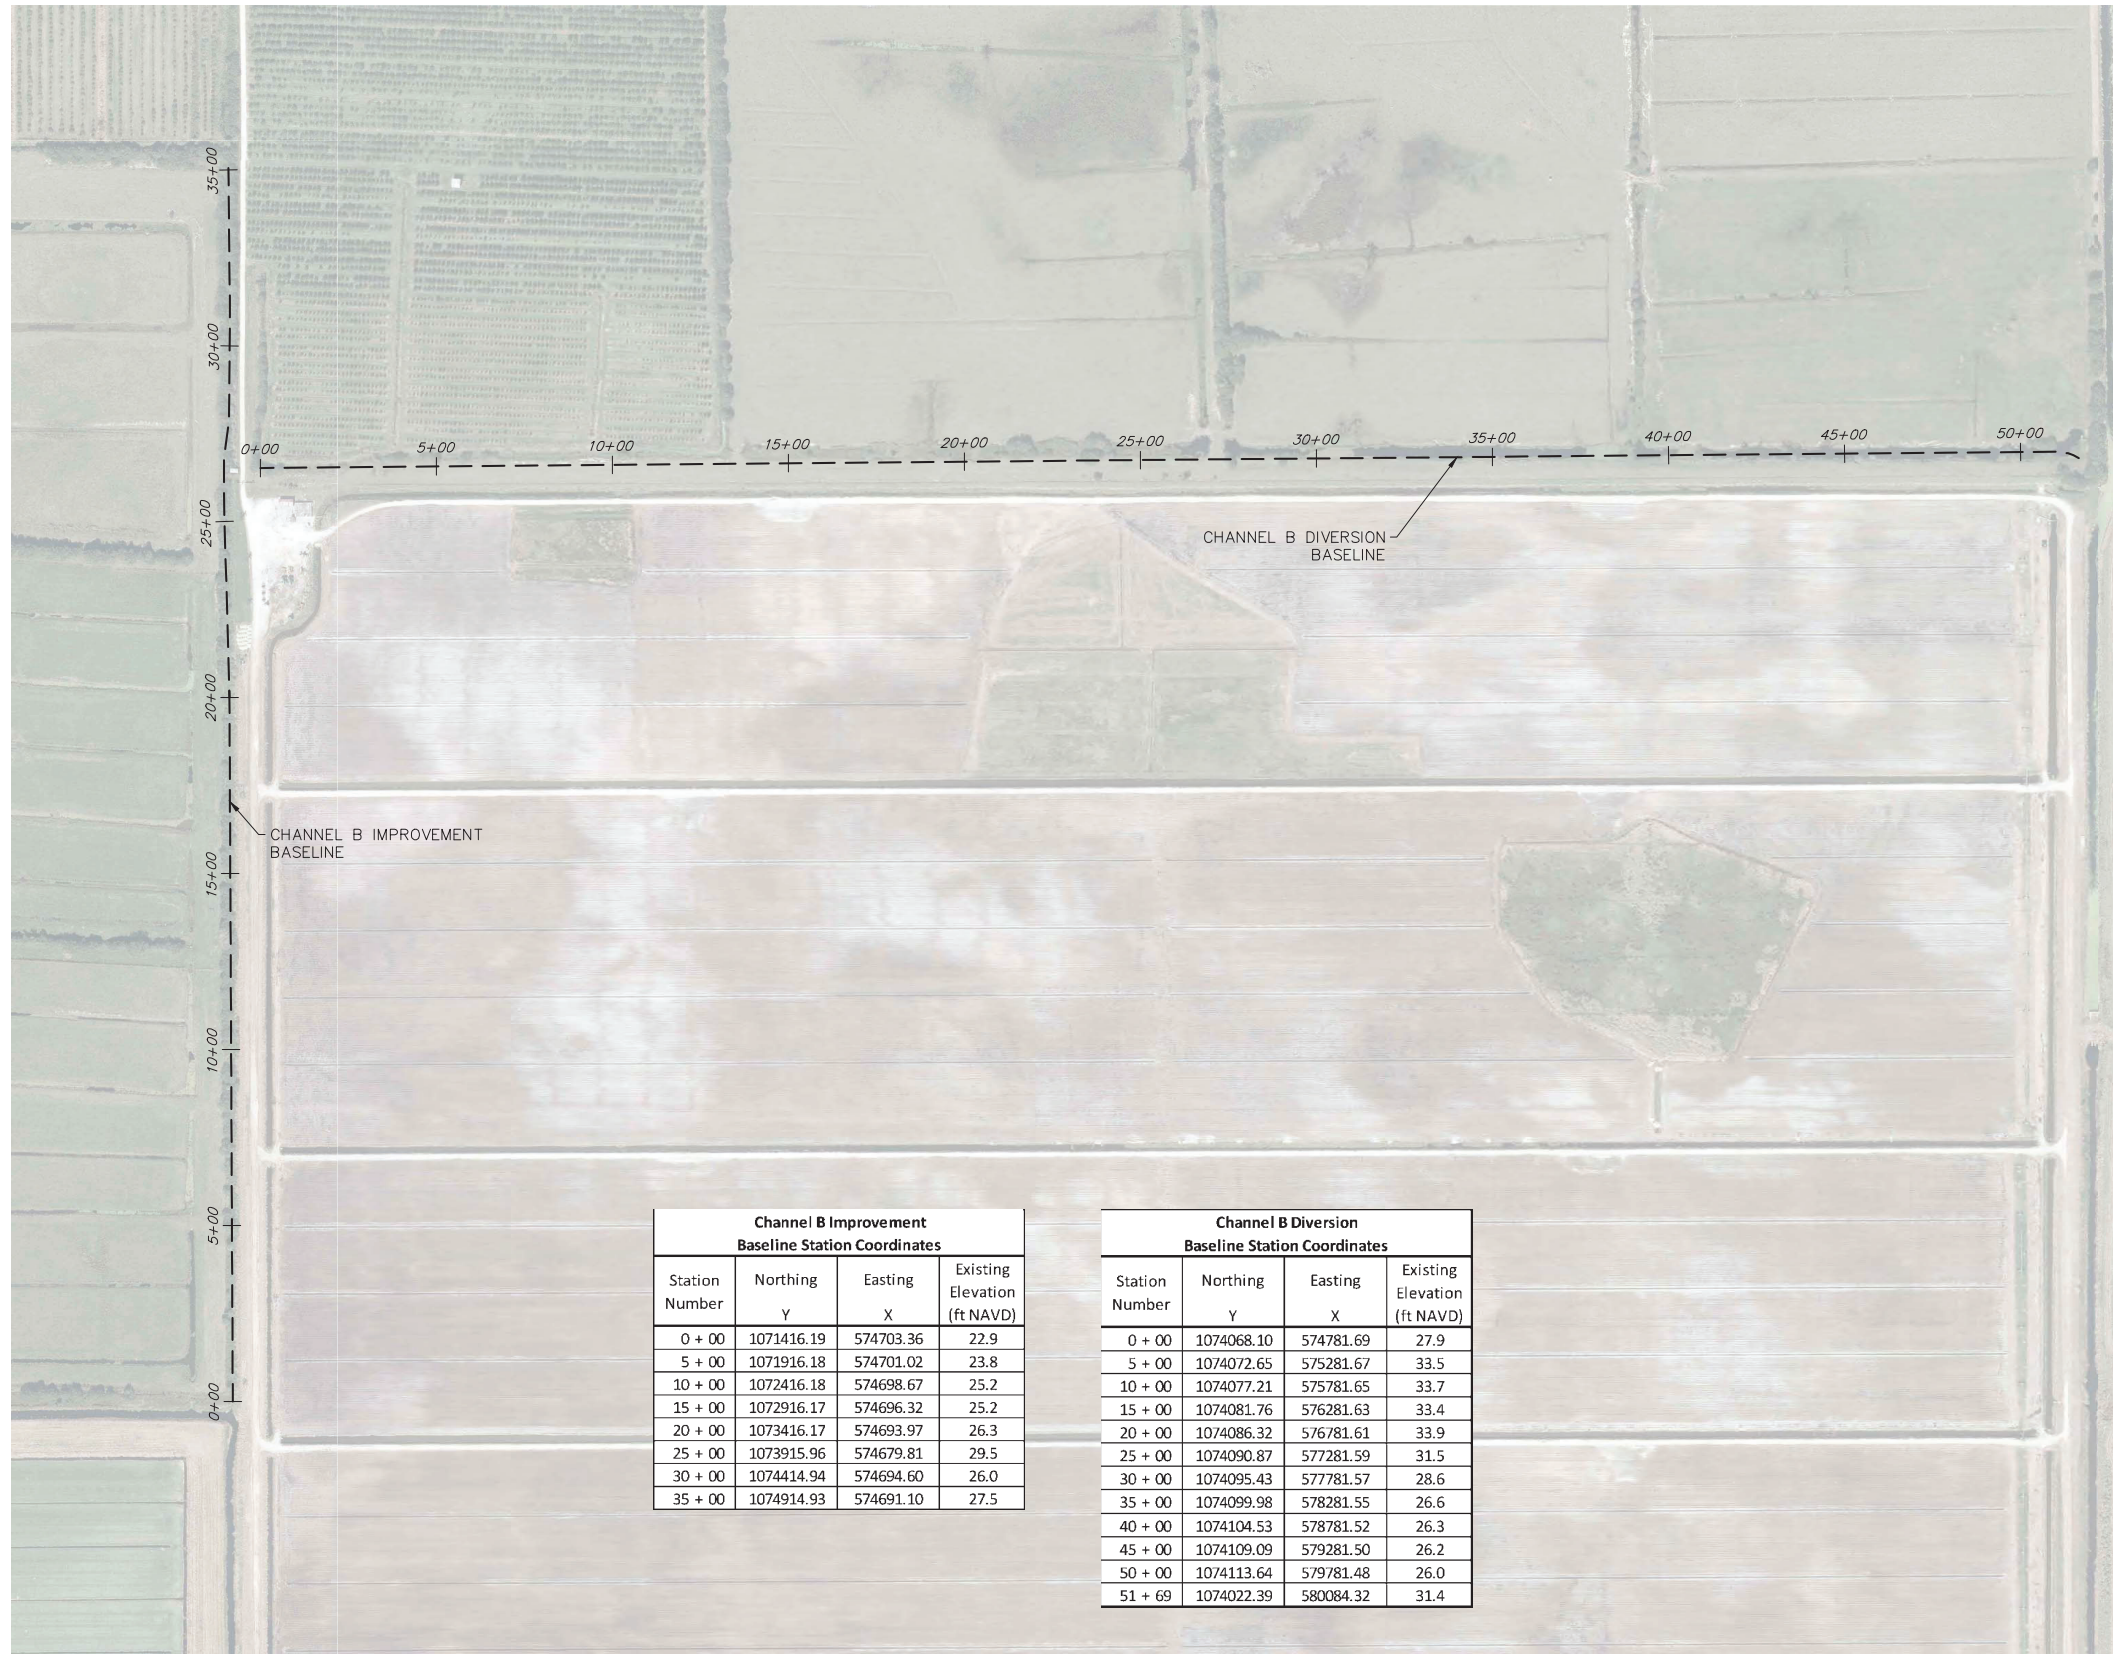 35+00
30+00
0+00
5+00
10+00
15+00
20+00
25+00
30+00
35+00
40+00
45+00
50+00
25+00
CHANNEL B DIVERSION
BASELINE
20+00
CHANNEL B IMPROVEMENT
BASELINE
15+00
10+00
5+00
0+00
Channel B Improvement
Baseline Station Coordinates
Station Number Northing Y Easting X Existing Elevation (ft NAVD)
0 + 00 1071416.19 574703.36 22.9
5 + 00 1071916.18 574701.02 23.8
10 + 00 1072416.18 574698.67 25.2
15 + 00 1072916.17 574696.32 25.2
20 + 00 1073416.17 574693.97 26.3
25 + 00 1073915.96 574679.81 29.5
30 + 00 1074414.94 574694.60 26.0
35 + 00 1074914.93 574691.10 27.5
Channel B Diversion
Baseline Station Coordinates
Station Number Northing Y Easting X Existing Elevation (ft NAVD)
0 + 00 1074068.10 574781.69 27.9
5 + 00 1074072.65 575281.67 33.5
10 + 00 1074077.21 575781.65 33.7
15 + 00 1074081.76 576281.63 33.4
20 + 00 1074086.32 576781.61 33.9
25 + 00 1074090.87 577281.59 31.5
30 + 00 1074095.43 577781.57 28.6
35 + 00 1074099.98 578281.55 26.6
40 + 00 1074104.53 578781.52 26.3
45 + 00 1074109.09 579281.50 26.2
50 + 00 1074113.64 579781.48 26.0
51 + 69 1074022.39 580084.32 31.4